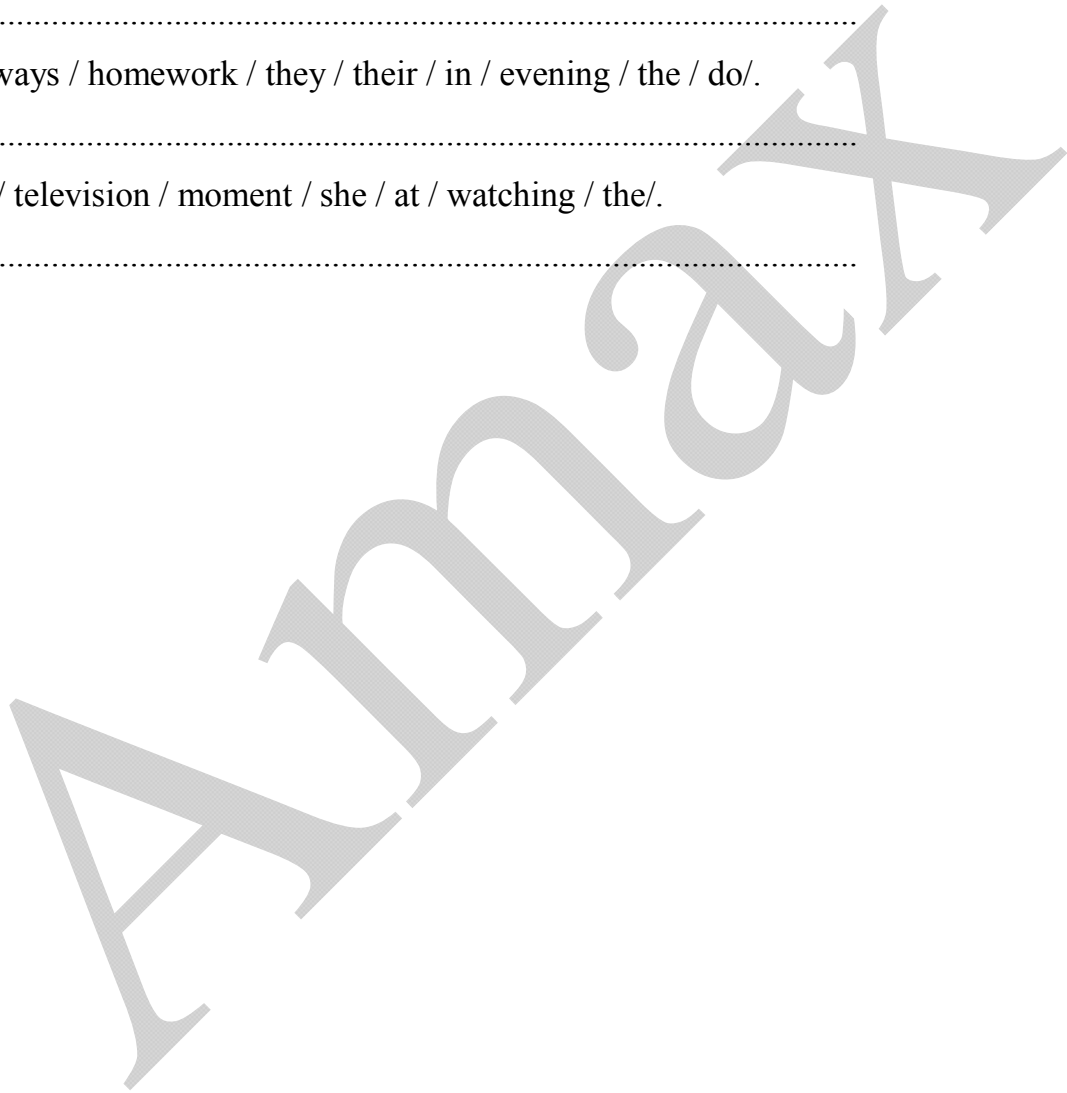 ..........................................................................................
ways / homework / they / their / in / evening / the / do/.
..........................................................................................
/ television / moment / she / at / watching / the/.
..........................................................................................
Amax